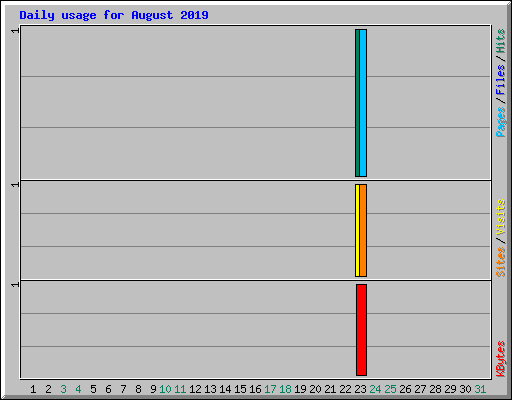 Daily usage for August 2019
1
1
1
Pages / Files / Hits
Sites / Visits
KBytes
1 2 3 4 5 6 7 8 9 10 11 12 13 14 15 16 17 18 19 20 21 22 23 24 25 26 27 28 29 30 31